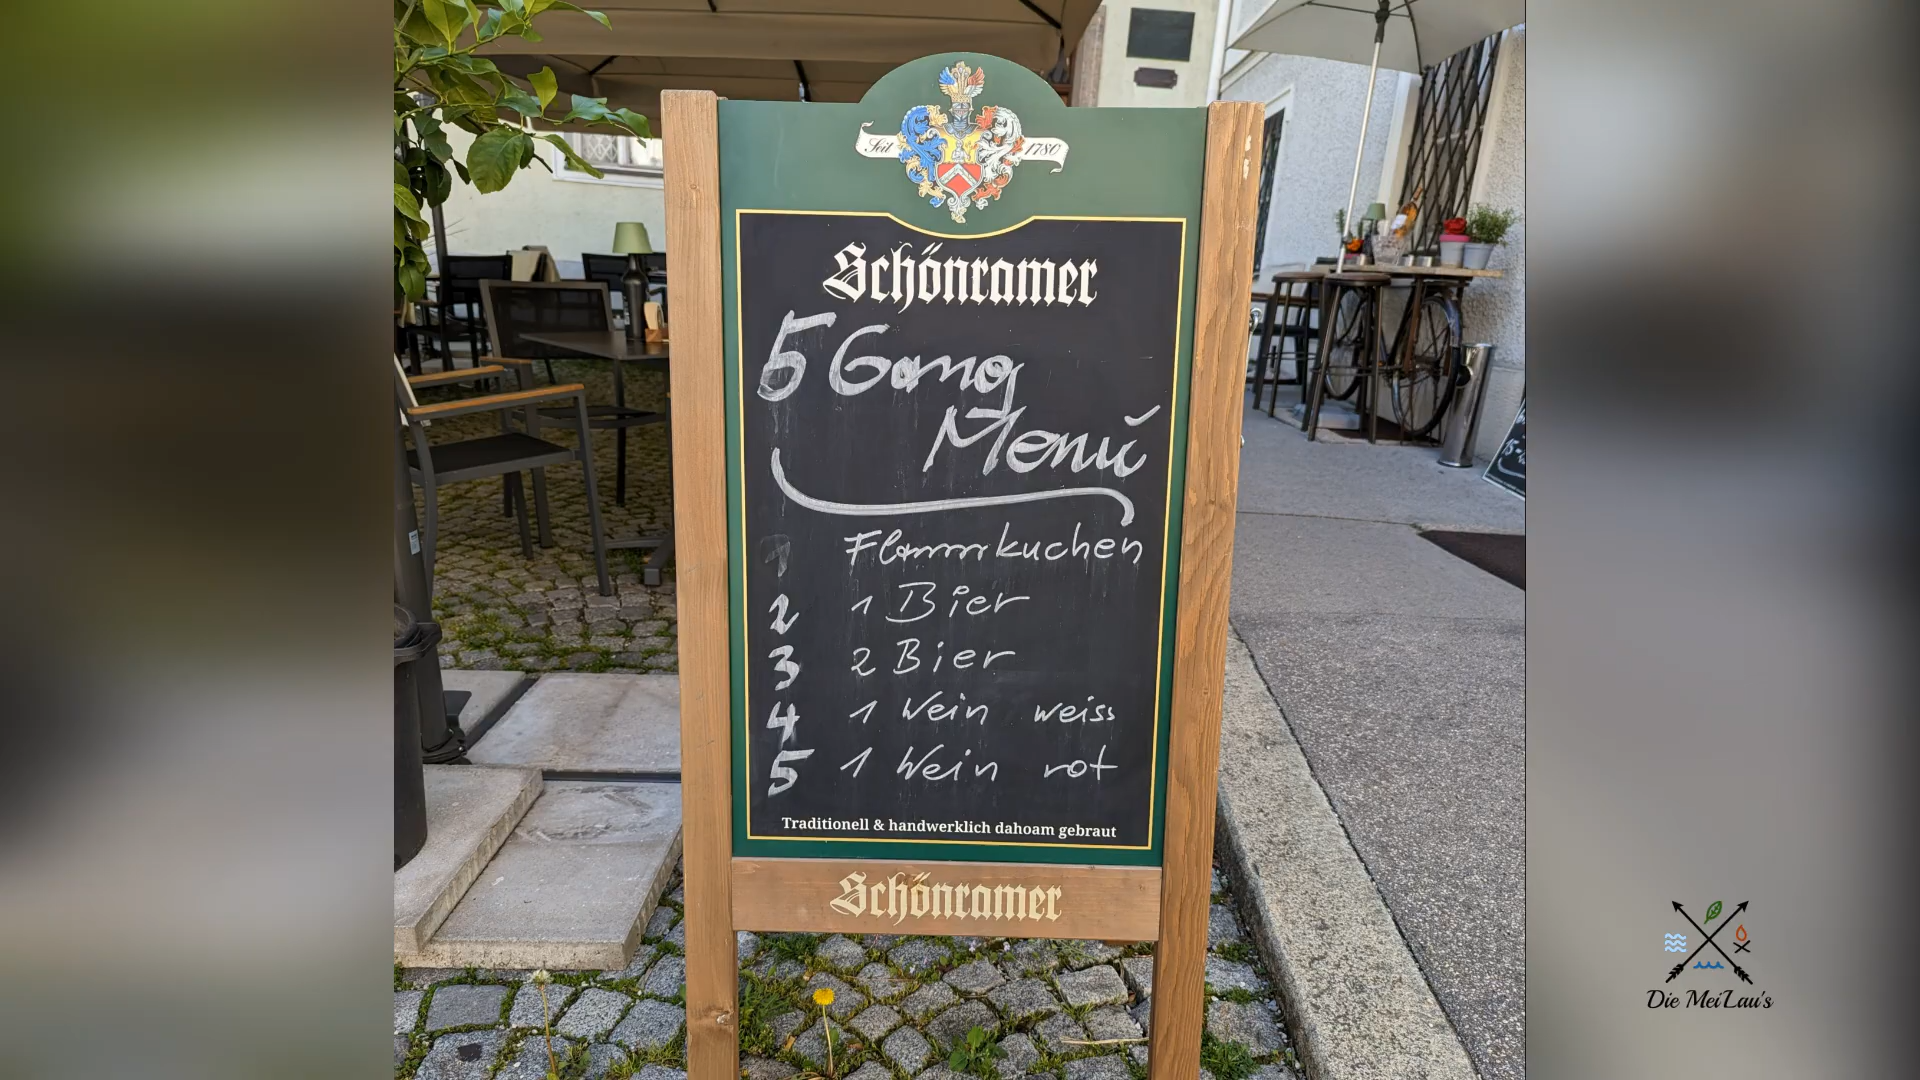 Seit 1780
Schönramer
5 Gang
Menü
1 Flammkuchen
2 1 Bier
3 2 Bier
4 1 Wein weiss
5 1 Wein rot
Traditionell & handwerklich dahoam gebraut
Schönramer
Die MeiLau's